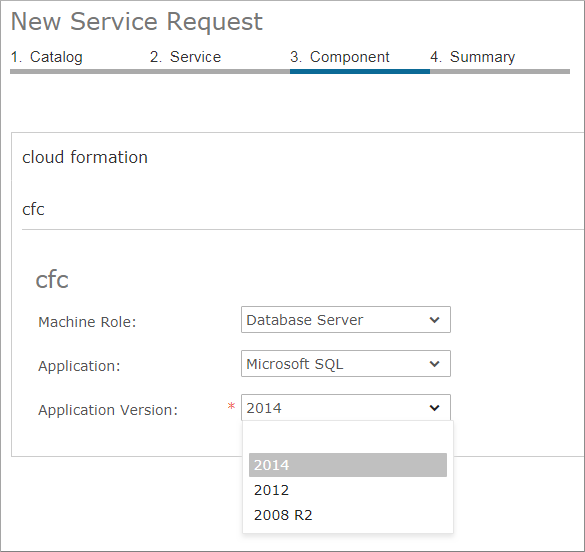 New Service Request
1. Catalog 2. Service 3. Component 4. Summary
cloud formation
cfc
cfc
Machine Role: Database Server
Application: Microsoft SQL
Application Version: * 2014
2014
2012
2008 R2